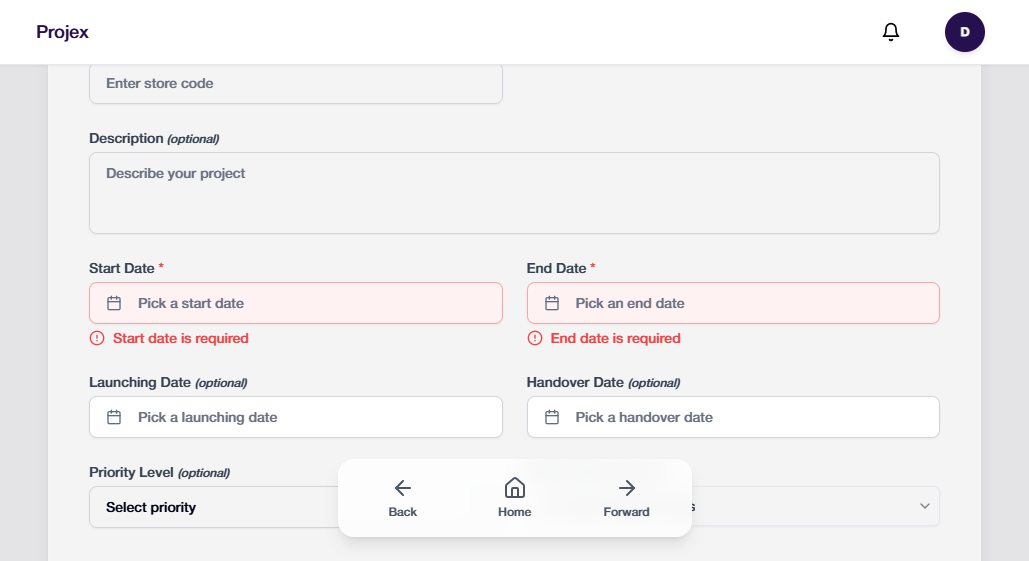 Projex
D
Enter store code
Description (optional)
Describe your project
Start Date *
End Date *
Pick a start date
Pick an end date
Start date is required
End date is required
Launching Date (optional)
Handover Date (optional)
Pick a launching date
Pick a handover date
Priority Level (optional)
Select priority
Back
Home
Forward